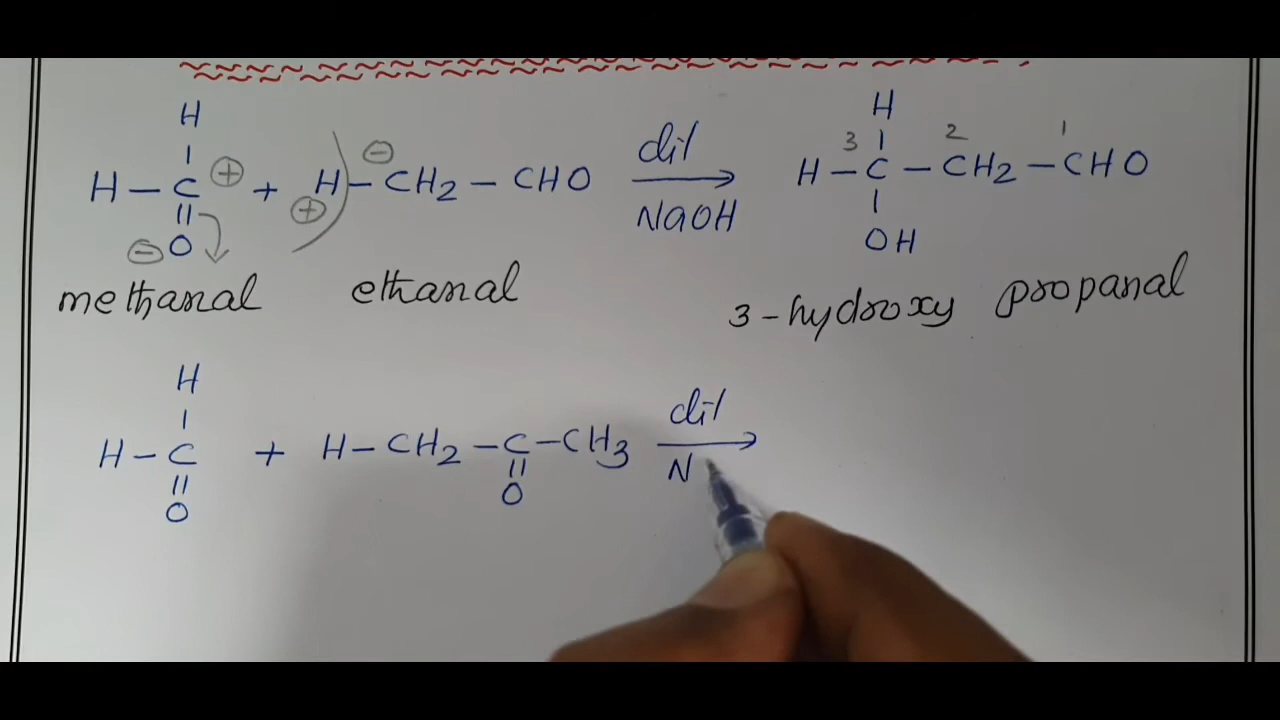 H H
H – C ⊕ + H – CH2 – CHO dil H – C – CH2 – CHO
⊕ ⊖ NaOH 3 2 1
⊖ O OH
methanal ethanal 3-hydroxy propanal
H
H – C + H – CH2 – C – CH3 dil
O O N